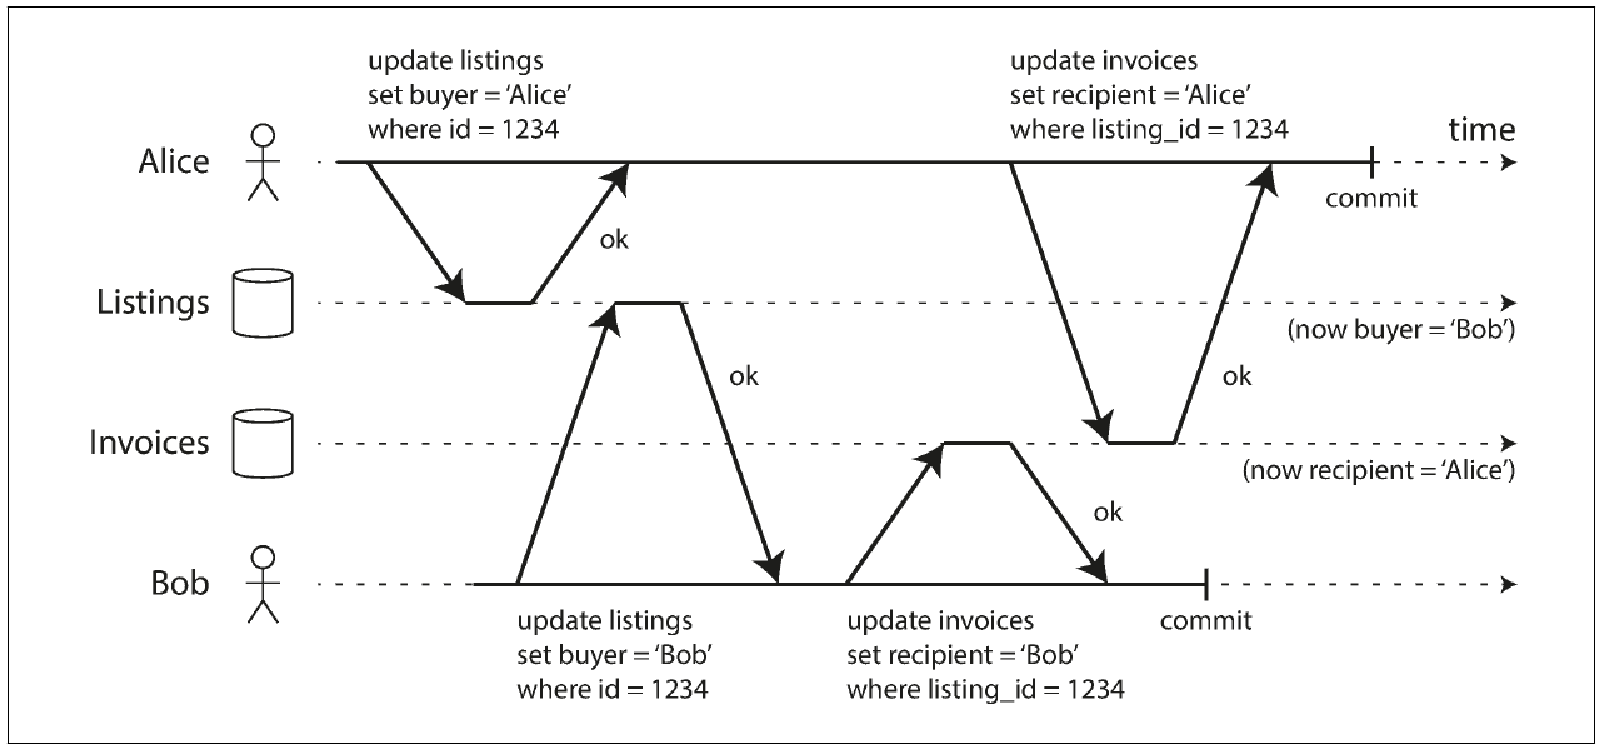 update listings
set buyer = ‘Alice’
where id = 1234
update invoices
set recipient = ‘Alice’
where listing_id = 1234
time
Alice
commit
ok
Listings
(now buyer = ‘Bob’)
ok
ok
Invoices
(now recipient = ‘Alice’)
ok
Bob
update listings
set buyer = ‘Bob’
where id = 1234
update invoices
set recipient = ‘Bob’
where listing_id = 1234
commit